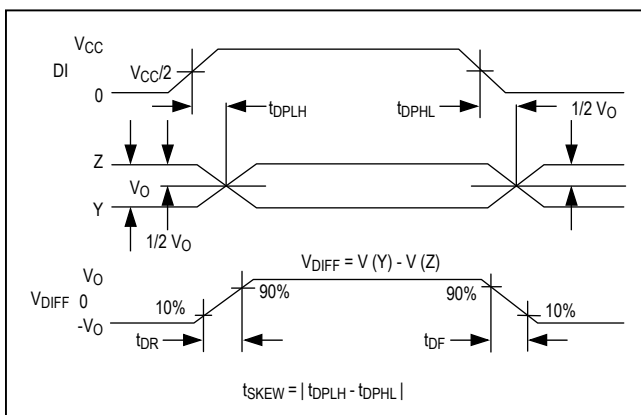 VCC
DI
VCC/2
0
tDPLH
tDPHL
1/2 VO
Z
VO
Y
1/2 VO
VDIFF = V (Y) - V (Z)
VO
VDIFF 0
-VO
10%
90%
90%
10%
tDR
tDF
tSKEW = | tDPLH - tDPHL |